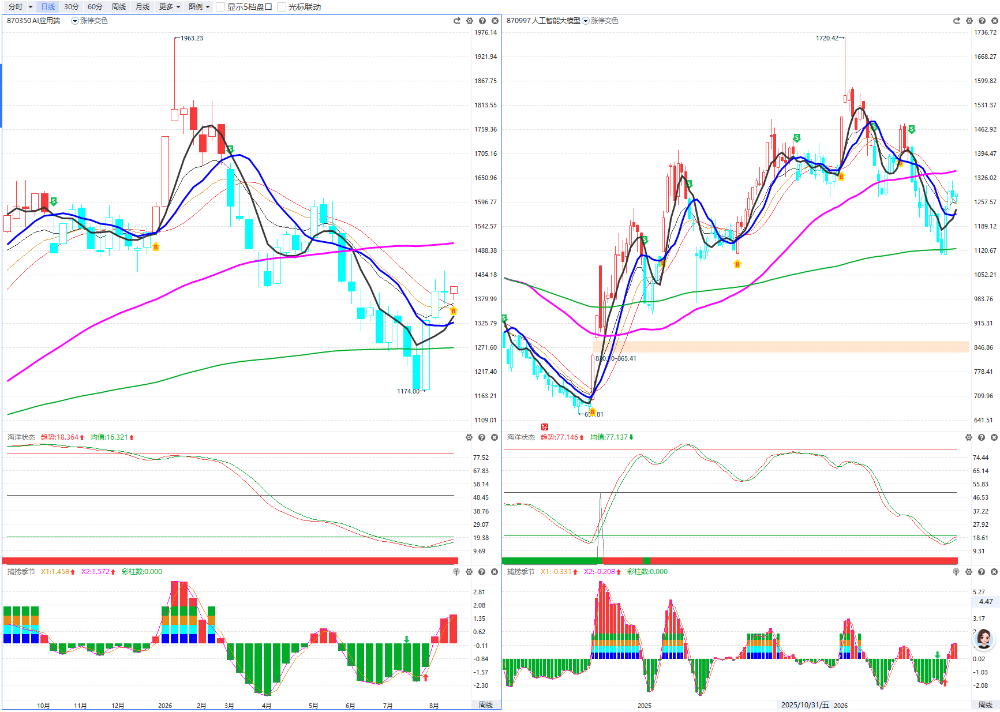 分时 日线 30分 60分 周线 月线 更多 图例 显示5档盘口 光标联动
870350 AI应用端 涨停变色
1976.14
1921.94
1867.75
1813.55
1759.36
1705.16
1650.96
1596.77
1542.57
1488.38
1434.18
1379.99
1325.79
1271.60
1217.40
1163.21
1109.01
←1963.23
S
B
S
B
1174.00→
海洋状态 趋势:18.364 均值:16.321
77.52
67.83
58.14
48.45
38.76
29.07
19.38
9.69
捕捞季节 X1:1.458 X2:1.572 彩柱数:0.000
2.81
2.08
1.35
0.62
-0.11
-0.84
-1.57
-2.30
10月 11月 12月 2026 2月 3月 4月 5月 6月 7月 8月 周线
870997 人工智能大模型 涨停变色
1736.72
1668.27
1599.82
1531.37
1462.92
1394.47
1326.02
1257.57
1189.12
1120.67
1052.21
983.76
915.31
846.86
778.41
709.96
641.51
1720.42→
S
S
S
S
S
S
B
B
B
B
B
-865.41
好
海洋状态 趋势:77.146 均值:77.137
74.44
65.14
55.83
46.53
37.22
27.92
18.61
9.31
捕捞季节 X1:-0.331 X2:-0.208 彩柱数:0.000
5.27
4.47
3.17
0.02
-1.03
-2.08
2025 2025/10/31/五 2026 周线